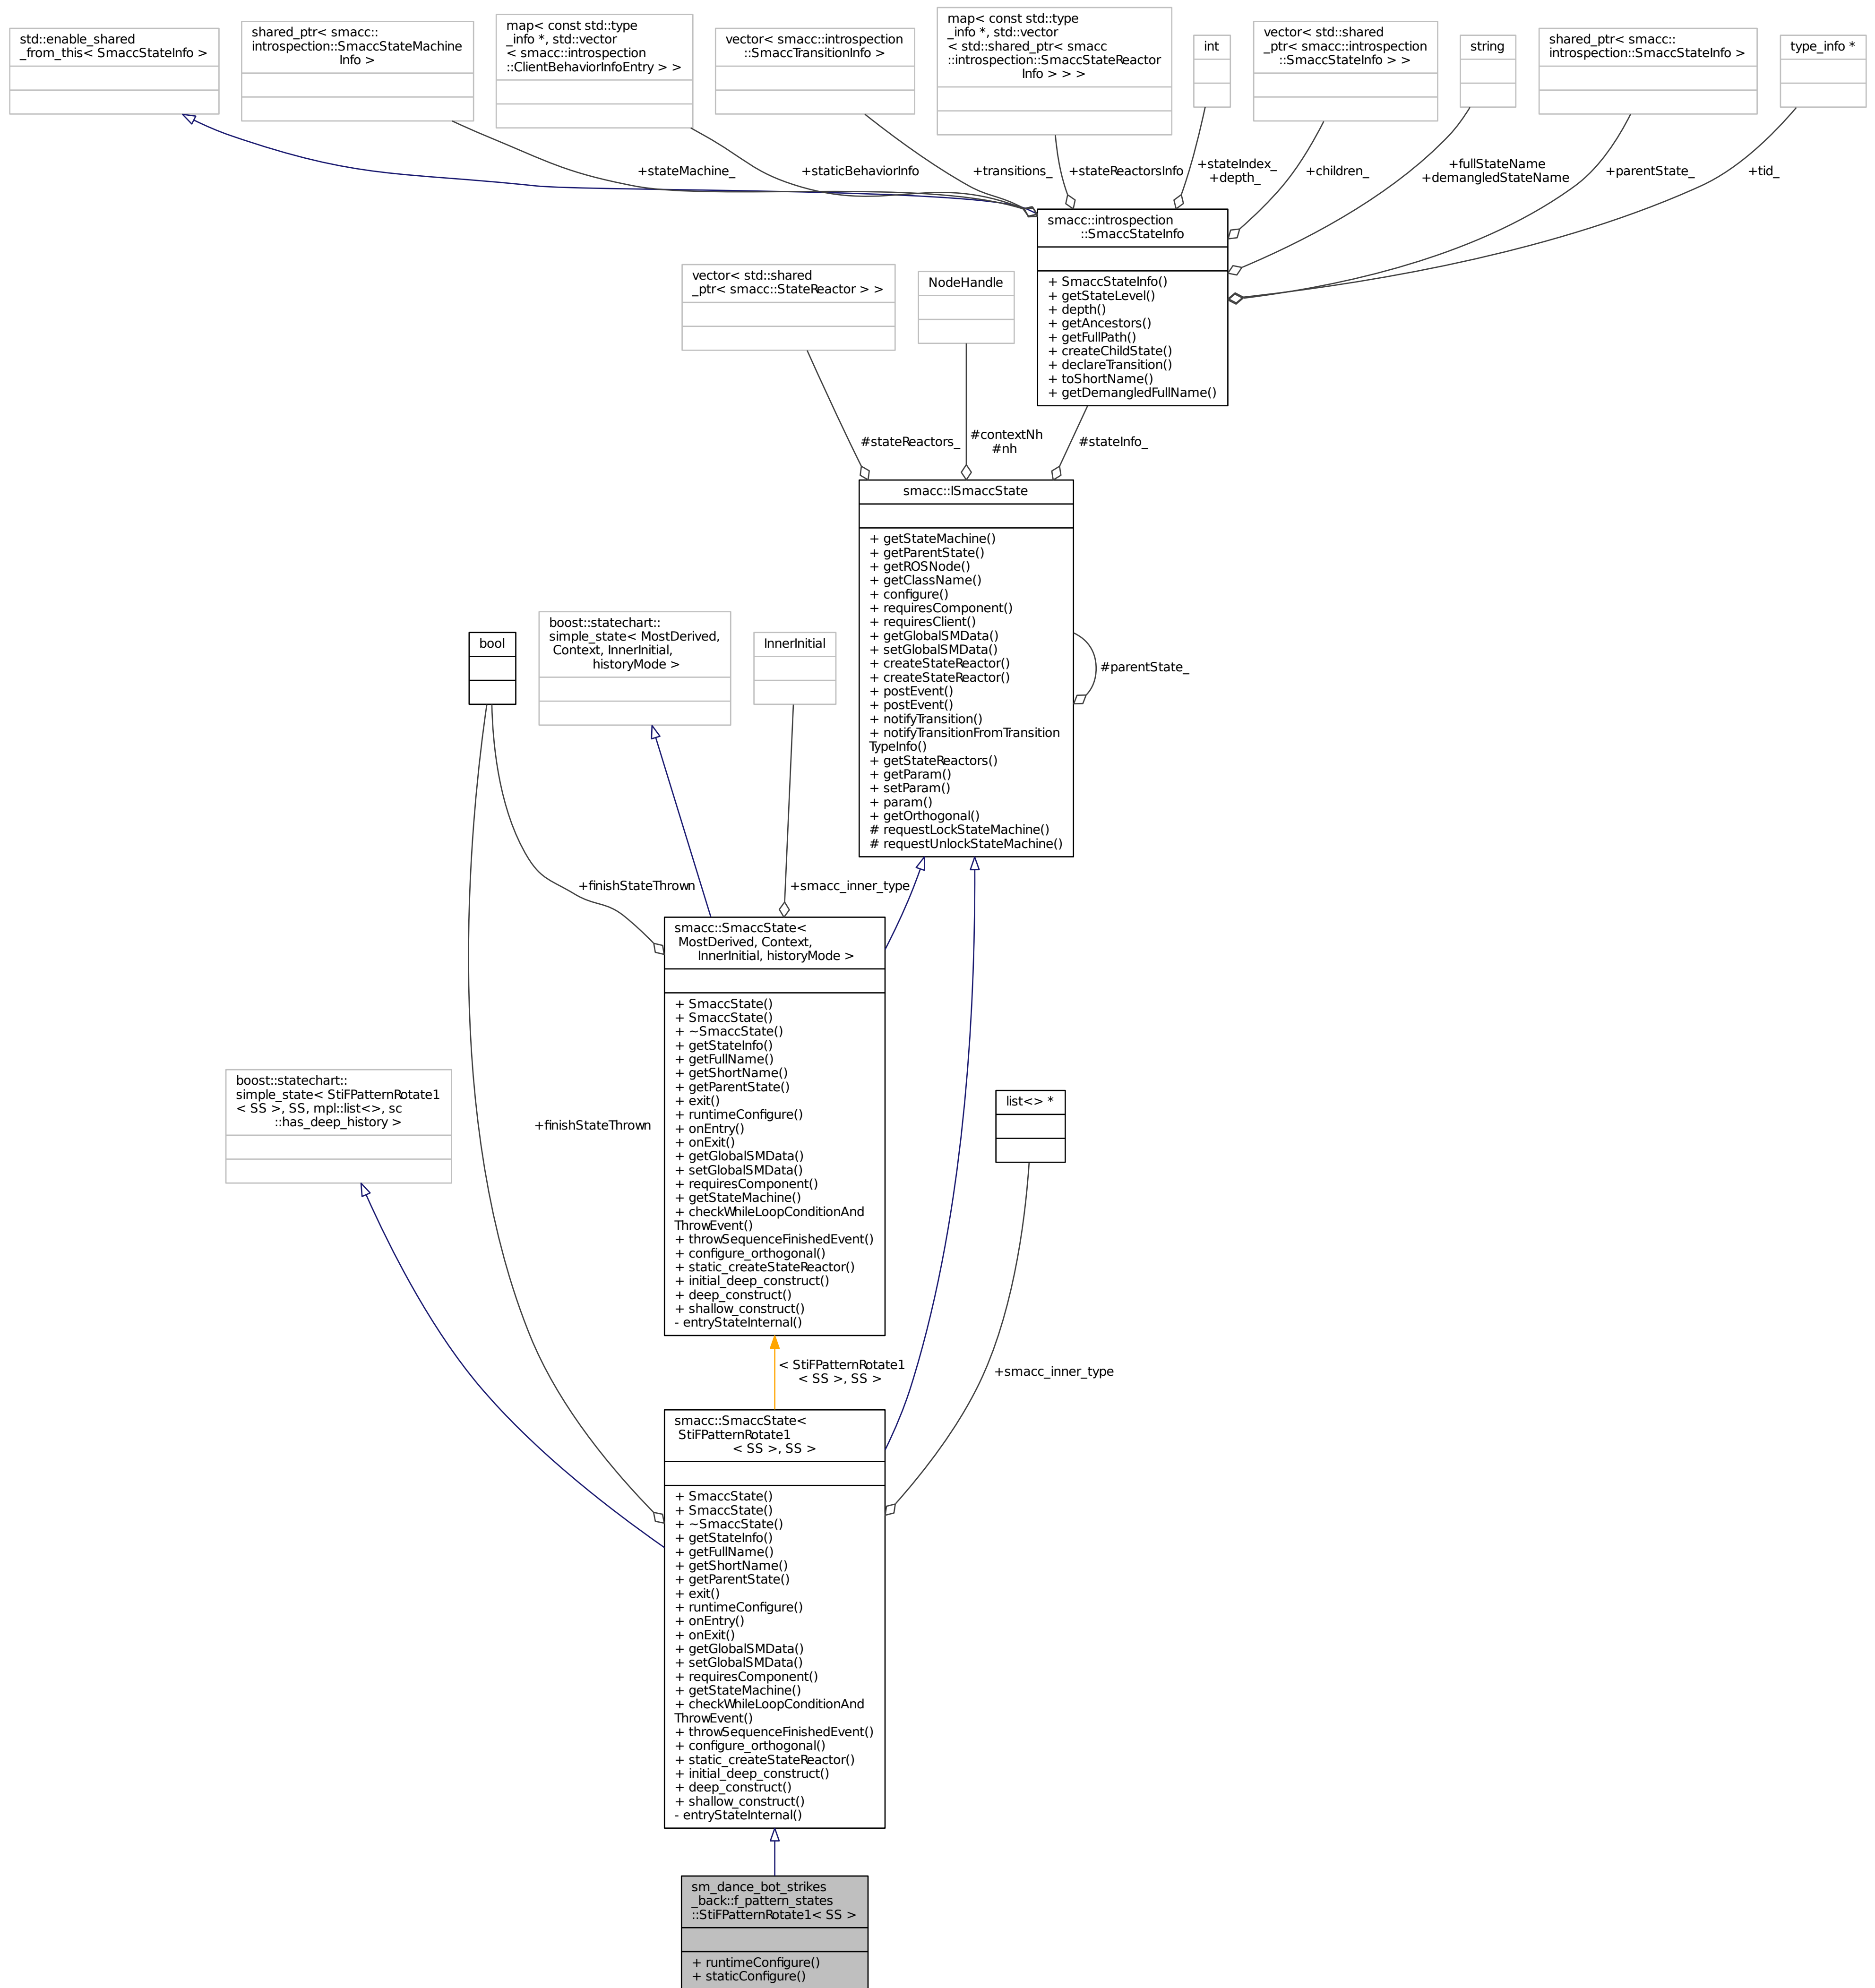 std::enable_shared
_from_this< SmaccStateInfo >
shared_ptr< smacc::
introspection::SmaccStateMachine
Info >
map< const std::type
_info *, std::vector
< smacc::introspection
::ClientBehaviorInfoEntry > >
vector< smacc::introspection
::SmaccTransitionInfo >
map< const std::type
_info *, std::vector
< std::shared_ptr< smacc
::introspection::SmaccStateReactor
Info > > >
int
vector< std::shared
_ptr< smacc::introspection
::SmaccStateInfo > >
string
shared_ptr< smacc::
introspection::SmaccStateInfo >
type_info *
+stateMachine_
+staticBehaviorInfo
+transitions_
+stateReactorsInfo
+stateIndex_
+depth_
+children_
+fullStateName
+demangledStateName
+parentState_
+tid_
smacc::introspection
::SmaccStateInfo
+ SmaccStateInfo()
+ getStateLevel()
+ depth()
+ getAncestors()
+ getFullPath()
+ createChildState()
+ declareTransition()
+ toShortName()
+ getDemangledFullName()
vector< std::shared
_ptr< smacc::StateReactor > >
NodeHandle
#stateReactors_
#contextNh
#nh
#stateInfo_
smacc::ISmaccState
+ getStateMachine()
+ getParentState()
+ getROSNode()
+ getClassName()
+ configure()
+ requiresComponent()
+ requiresClient()
+ getGlobalSMData()
+ setGlobalSMData()
+ createStateReactor()
+ createStateReactor()
+ postEvent()
+ postEvent()
+ notifyTransition()
+ notifyTransitionFromTransition
TypeInfo()
+ getStateReactors()
+ getParam()
+ setParam()
+ param()
+ getOrthogonal()
# requestLockStateMachine()
# requestUnlockStateMachine()
#parentState_
bool
boost::statechart::
simple_state< MostDerived,
Context, InnerInitial,
historyMode >
InnerInitial
+finishStateThrown
+smacc_inner_type
smacc::SmaccState<
MostDerived, Context,
InnerInitial, historyMode >
+ SmaccState()
+ SmaccState()
+ ~SmaccState()
+ getStateInfo()
+ getFullName()
+ getShortName()
+ getParentState()
+ exit()
+ runtimeConfigure()
+ onEntry()
+ onExit()
+ getGlobalSMData()
+ setGlobalSMData()
+ requiresComponent()
+ getStateMachine()
+ checkWhileLoopConditionAnd
ThrowEvent()
+ throwSequenceFinishedEvent()
+ configure_orthogonal()
+ static_createStateReactor()
+ initial_deep_construct()
+ deep_construct()
+ shallow_construct()
- entryStateInternal()
boost::statechart::
simple_state< StiFPatternRotate1
< SS >, SS, mpl::list<>, sc
::has_deep_history >
+finishStateThrown
list<> *
< StiFPatternRotate1
< SS >, SS >
+smacc_inner_type
smacc::SmaccState<
StiFPatternRotate1
< SS >, SS >
+ SmaccState()
+ SmaccState()
+ ~SmaccState()
+ getStateInfo()
+ getFullName()
+ getShortName()
+ getParentState()
+ exit()
+ runtimeConfigure()
+ onEntry()
+ onExit()
+ getGlobalSMData()
+ setGlobalSMData()
+ requiresComponent()
+ getStateMachine()
+ checkWhileLoopConditionAnd
ThrowEvent()
+ throwSequenceFinishedEvent()
+ configure_orthogonal()
+ static_createStateReactor()
+ initial_deep_construct()
+ deep_construct()
+ shallow_construct()
- entryStateInternal()
sm_dance_bot_strikes
_back::f_pattern_states
::StiFPatternRotate1< SS >
+ runtimeConfigure()
+ staticConfigure()